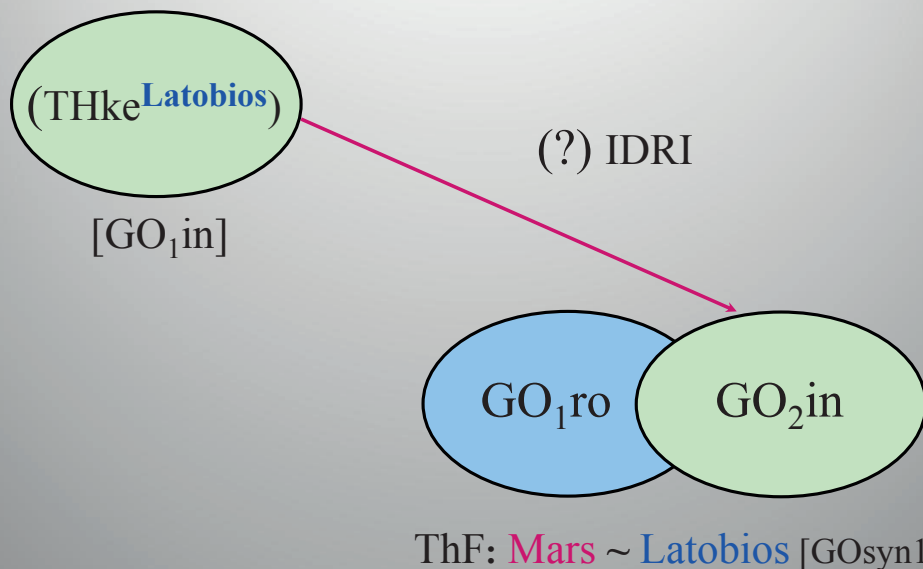 (THke^Latobios)
(?) IDRI
[GO₁in]
GO₁ro
GO₂in
ThF: Mars ~ Latobios [GOsyn1